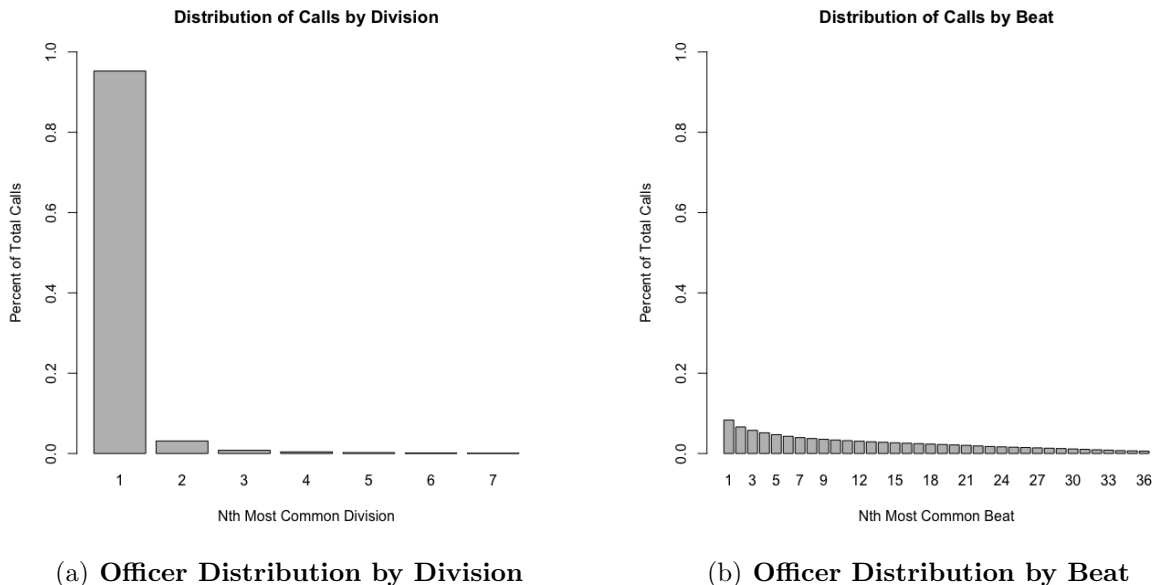 Distribution of Calls by Division
1.0
0.8
0.6
0.4
0.2
0.0
Percent of Total Calls
1 2 3 4 5 6 7
Nth Most Common Division
(a) Officer Distribution by Division
Distribution of Calls by Beat
1.0
0.8
0.6
0.4
0.2
0.0
Percent of Total Calls
1 3 5 7 9 12 15 18 21 24 27 30 33 36
Nth Most Common Beat
(b) Officer Distribution by Beat